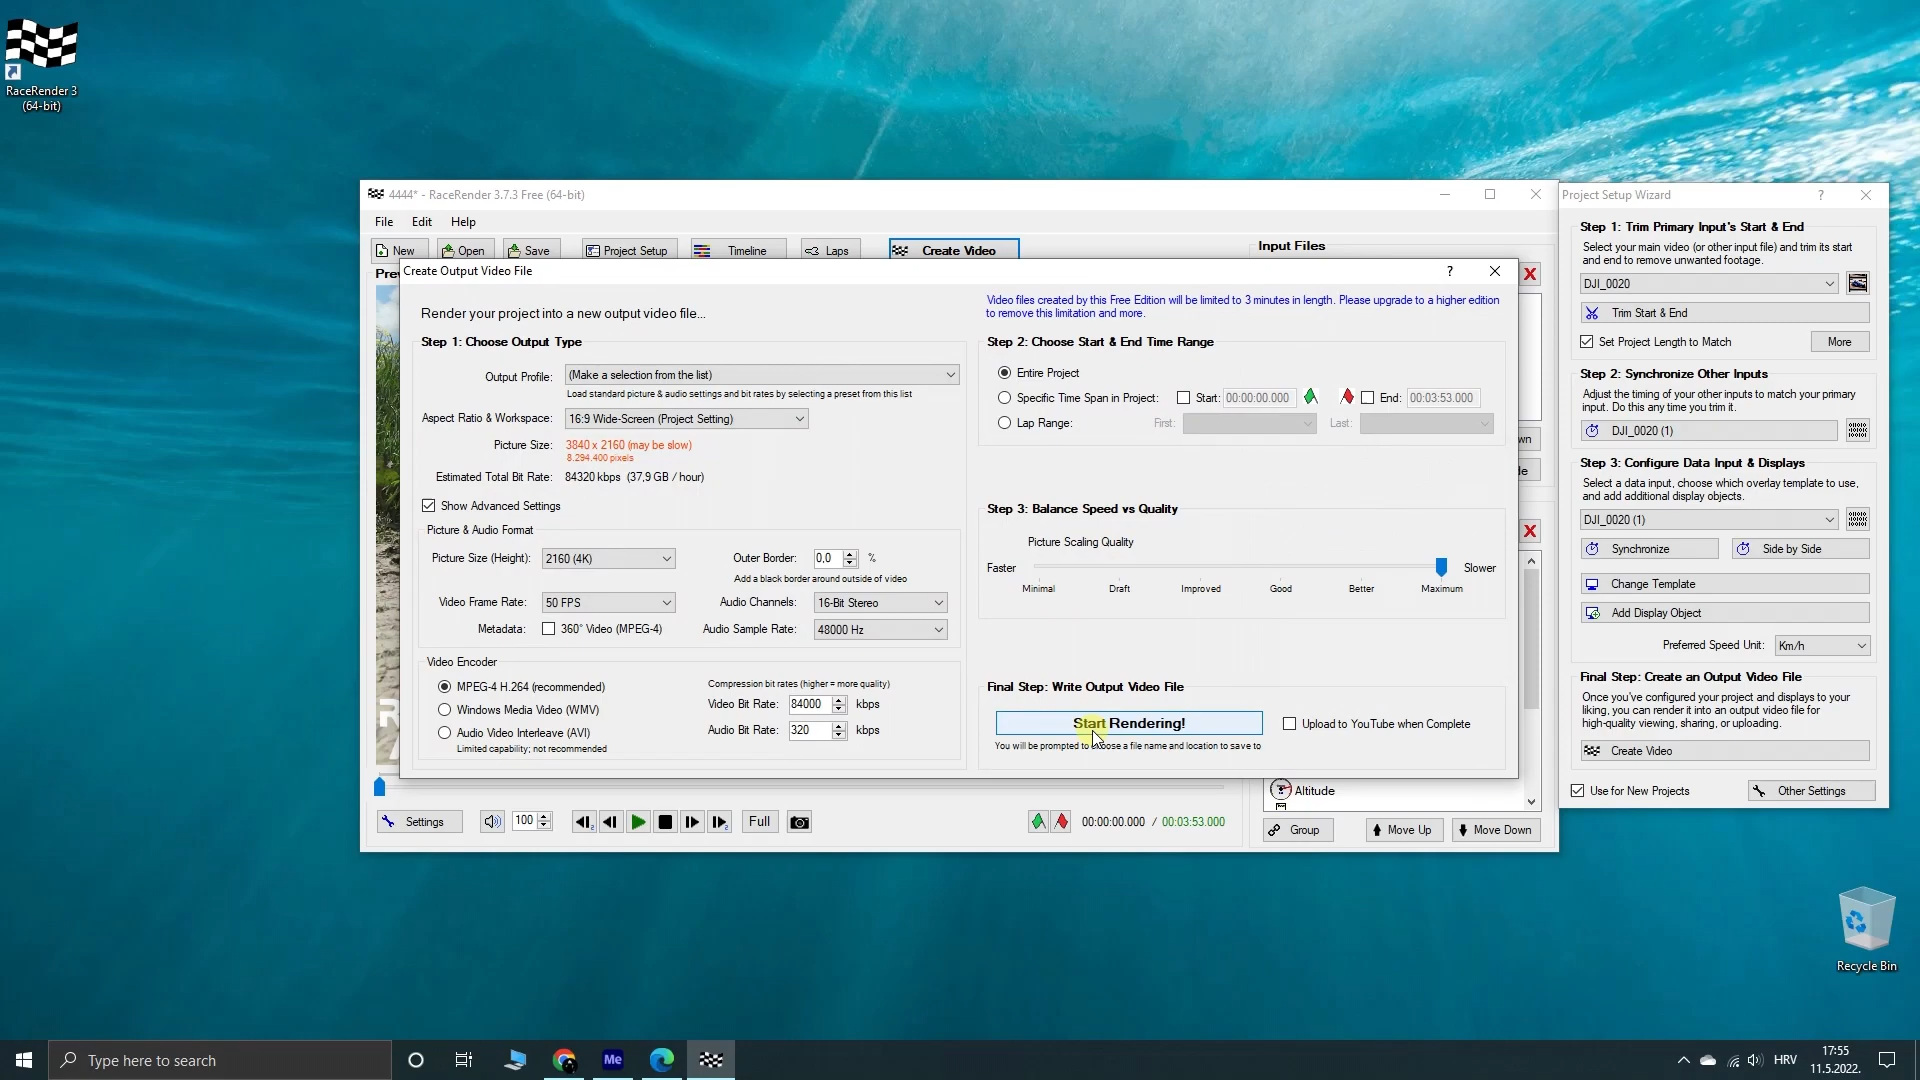 RaceRender 3
(64-bit)
4444* - RaceRender 3.7.3 Free (64-bit)
File Edit Help
New Open Save Project Setup Timeline Laps Create Video
Input Files
Create Output Video File
?
Render your project into a new output video file...
Video files created by this Free Edition will be limited to 3 minutes in length. Please upgrade to a higher edition
to remove this limitation and more.
Step 1: Choose Output Type
Output Profile: (Make a selection from the list)
Load standard picture & audio settings and bit rates by selecting a preset from this list
Aspect Ratio & Workspace: 16:9 Wide-Screen (Project Setting)
Picture Size: 3840 x 2160 (may be slow)
8.294.400 pixels
Estimated Total Bit Rate: 84320 kbps (37,9 GB / hour)
Show Advanced Settings
Picture & Audio Format
Picture Size (Height): 2160 (4K)
Outer Border: 0,0 %
Add a black border around outside of video
Video Frame Rate: 50 FPS
Audio Channels: 16-Bit Stereo
Metadata: 360° Video (MPEG-4)
Audio Sample Rate: 48000 Hz
Video Encoder
MPEG-4 H.264 (recommended)
Windows Media Video (WMV)
Audio Video Interleave (AVI)
Limited capability; not recommended
Compression bit rates (higher = more quality)
Video Bit Rate: 84000 kbps
Audio Bit Rate: 320 kbps
Step 2: Choose Start & End Time Range
Entire Project
Specific Time Span in Project: Start: 00:00:00.000 End: 00:03:53.000
Lap Range: First: Last:
Step 3: Balance Speed vs Quality
Picture Scaling Quality
Faster Slower
Minimal Draft Improved Good Better Maximum
Final Step: Write Output Video File
Start Rendering!
Upload to YouTube when Complete
You will be prompted to choose a file name and location to save to
Altitude
Settings 100 Full 00:00:00.000 / 00:03:53.000
Group Move Up Move Down
Project Setup Wizard ?
Step 1: Trim Primary Input's Start & End
Select your main video (or other input file) and trim its start
and end to remove unwanted footage.
DJI_0020
Trim Start & End
Set Project Length to Match More
Step 2: Synchronize Other Inputs
Adjust the timing of your other inputs to match your primary
input. Do this any time you trim it.
DJI_0020 (1)
Step 3: Configure Data Input & Displays
Select a data input, choose which overlay template to use,
and add additional display objects.
DJI_0020 (1)
Synchronize Side by Side
Change Template
Add Display Object
Preferred Speed Unit: Km/h
Final Step: Create an Output Video File
Once you've configured your project and displays to your
liking, you can render it into an output video file for
high-quality viewing, sharing, or uploading.
Create Video
Use for New Projects Other Settings
Recycle Bin
Type here to search
Me
HRV
17:55
11.5.2022.